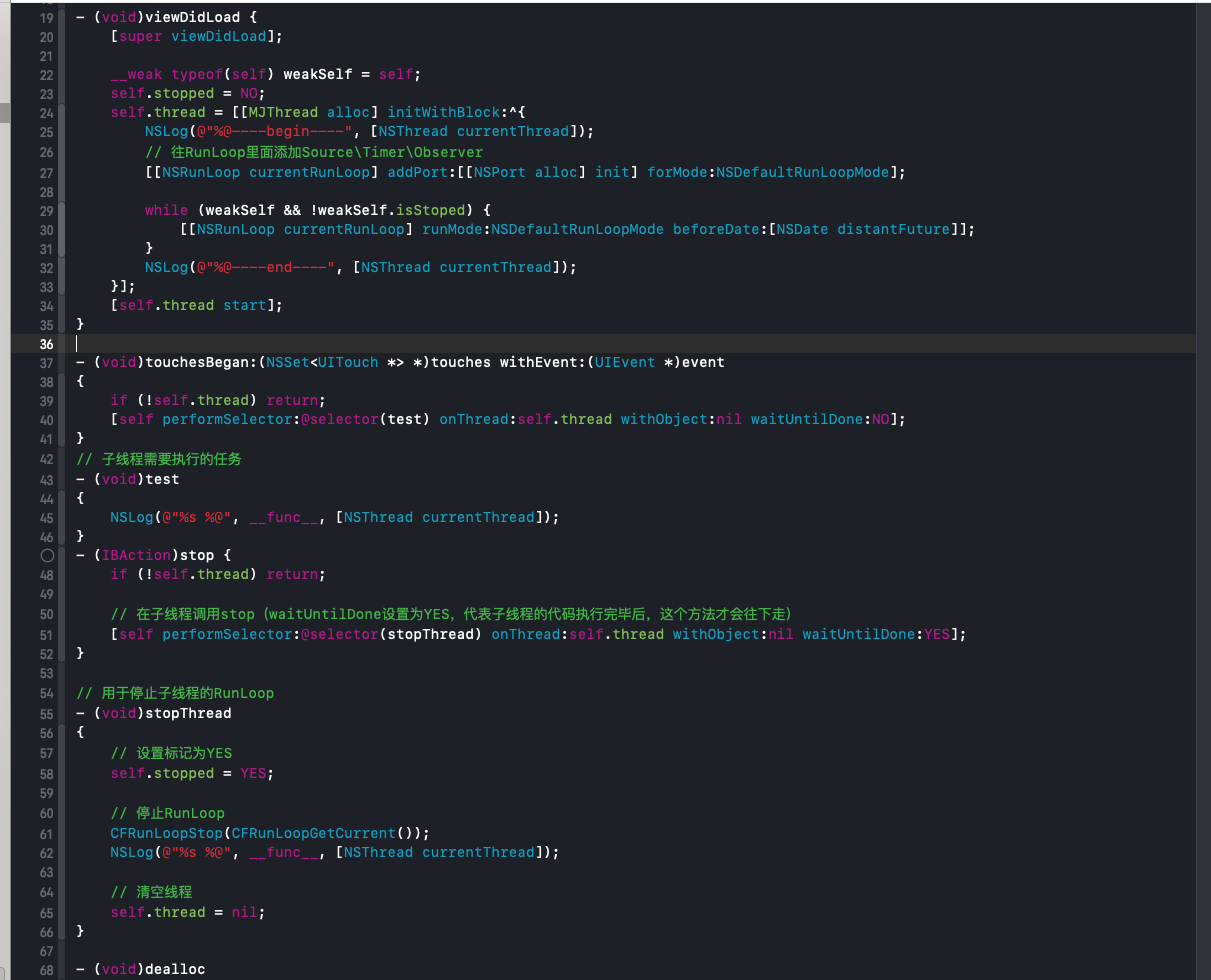 19 - (void)viewDidLoad {
20     [super viewDidLoad];
21
22     __weak typeof(self) weakSelf = self;
23     self.stopped = NO;
24     self.thread = [[MJThread alloc] initWithBlock:^{
25         NSLog(@"%@----begin----", [NSThread currentThread]);
26         // 往RunLoop里面添加Source\Timer\Observer
27         [[NSRunLoop currentRunLoop] addPort:[[NSPort alloc] init] forMode:NSDefaultRunLoopMode];
28
29         while (weakSelf && !weakSelf.isStoped) {
30             [[NSRunLoop currentRunLoop] runMode:NSDefaultRunLoopMode beforeDate:[NSDate distantFuture]];
31         }
32         NSLog(@"%@----end----", [NSThread currentThread]);
33     }];
34     [self.thread start];
35 }
36
37 - (void)touchesBegan:(NSSet<UITouch *> *)touches withEvent:(UIEvent *)event
38 {
39     if (!self.thread) return;
40     [self performSelector:@selector(test) onThread:self.thread withObject:nil waitUntilDone:NO];
41 }
42 // 子线程需要执行的任务
43 - (void)test
44 {
45     NSLog(@"%s %@", __func__, [NSThread currentThread]);
46 }
- (IBAction)stop {
48     if (!self.thread) return;
49
50     // 在子线程调用stop（waitUntilDone设置为YES，代表子线程的代码执行完毕后，这个方法才会往下走）
51     [self performSelector:@selector(stopThread) onThread:self.thread withObject:nil waitUntilDone:YES];
52 }
53
54 // 用于停止子线程的RunLoop
55 - (void)stopThread
56 {
57     // 设置标记为YES
58     self.stopped = YES;
59
60     // 停止RunLoop
61     CFRunLoopStop(CFRunLoopGetCurrent());
62     NSLog(@"%s %@", __func__, [NSThread currentThread]);
63
64     // 清空线程
65     self.thread = nil;
66 }
67
68 - (void)dealloc